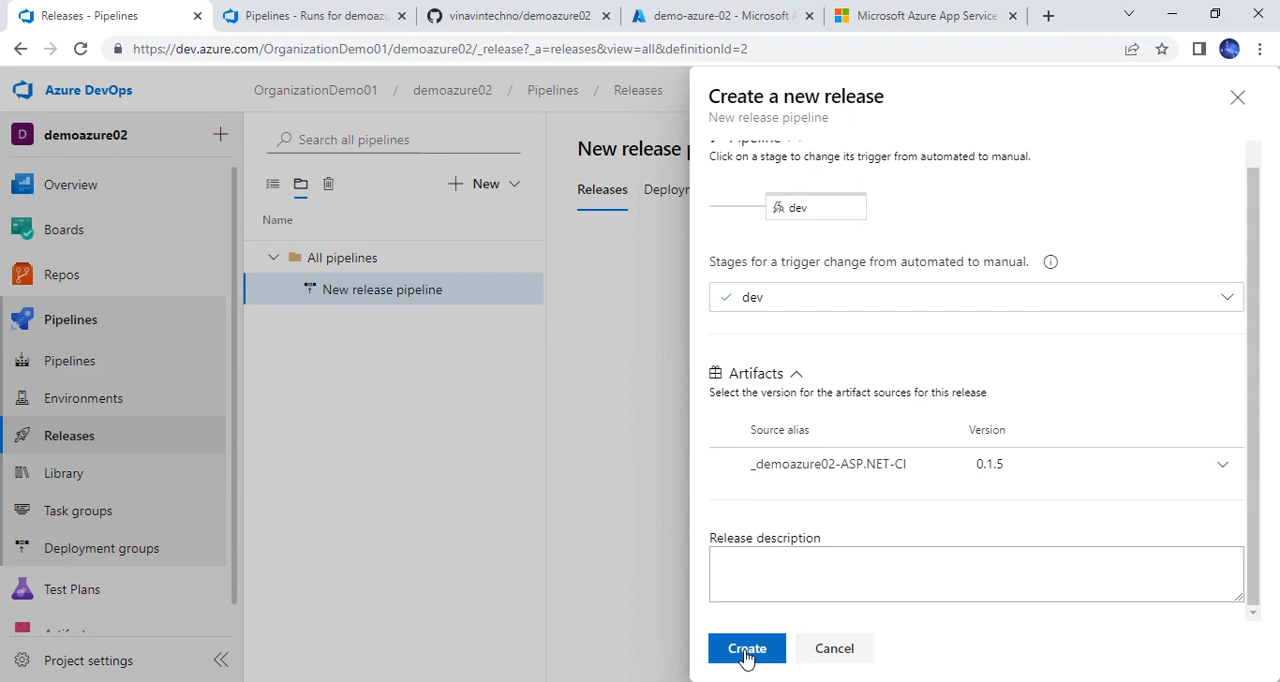 Releases - Pipelines
Pipelines - Runs for demoazu
vinavintechno/demoazure02
demo-azure-02 - Microsoft A
Microsoft Azure App Service
https://dev.azure.com/OrganizationDemo01/demoazure02/_release?_a=releases&view=all&definitionId=2
Azure DevOps
OrganizationDemo01 / demoazure02 / Pipelines / Releases
D demoazure02
Overview
Boards
Repos
Pipelines
Pipelines
Environments
Releases
Library
Task groups
Deployment groups
Test Plans
Project settings
Search all pipelines
New
Name
All pipelines
New release pipeline
New release p
Releases Deployn
Create a new release
New release pipeline
Pipeline
Click on a stage to change its trigger from automated to manual.
dev
Stages for a trigger change from automated to manual.
dev
Artifacts
Select the version for the artifact sources for this release
Source alias Version
_demoazure02-ASP.NET-CI 0.1.5
Release description
Create Cancel